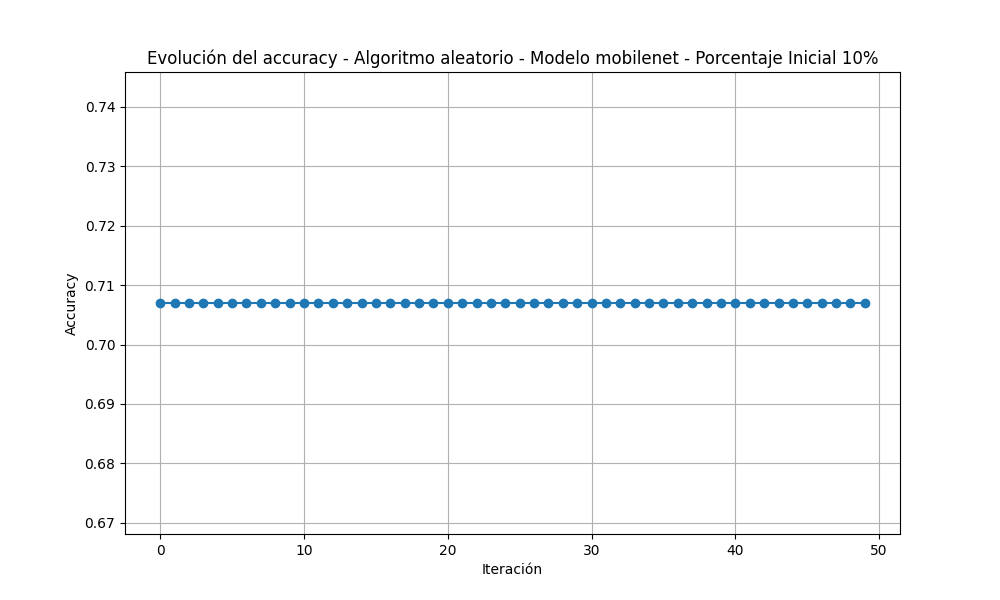 Evolución del accuracy - Algoritmo aleatorio - Modelo mobilenet - Porcentaje Inicial 10%
0.74
0.73
0.72
0.71
0.70
0.69
0.68
0.67
Accuracy
0 10 20 30 40 50
Iteración